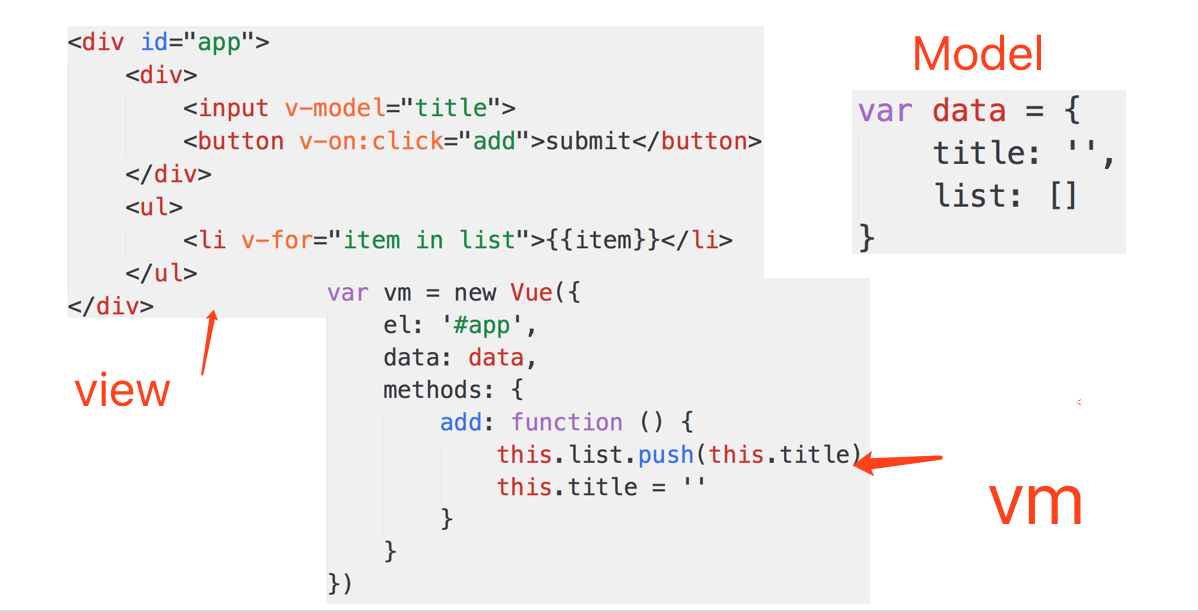 <div id="app">
    <div>
        <input v-model="title">
        <button v-on:click="add">submit</button>
    </div>
    <ul>
        <li v-for="item in list">{{item}}</li>
    </ul>
</div>
view
Model
var data = {
    title: '',
    list: []
}
var vm = new Vue({
    el: '#app',
    data: data,
    methods: {
        add: function () {
            this.list.push(this.title)
            this.title = ''
        }
    }
})
vm